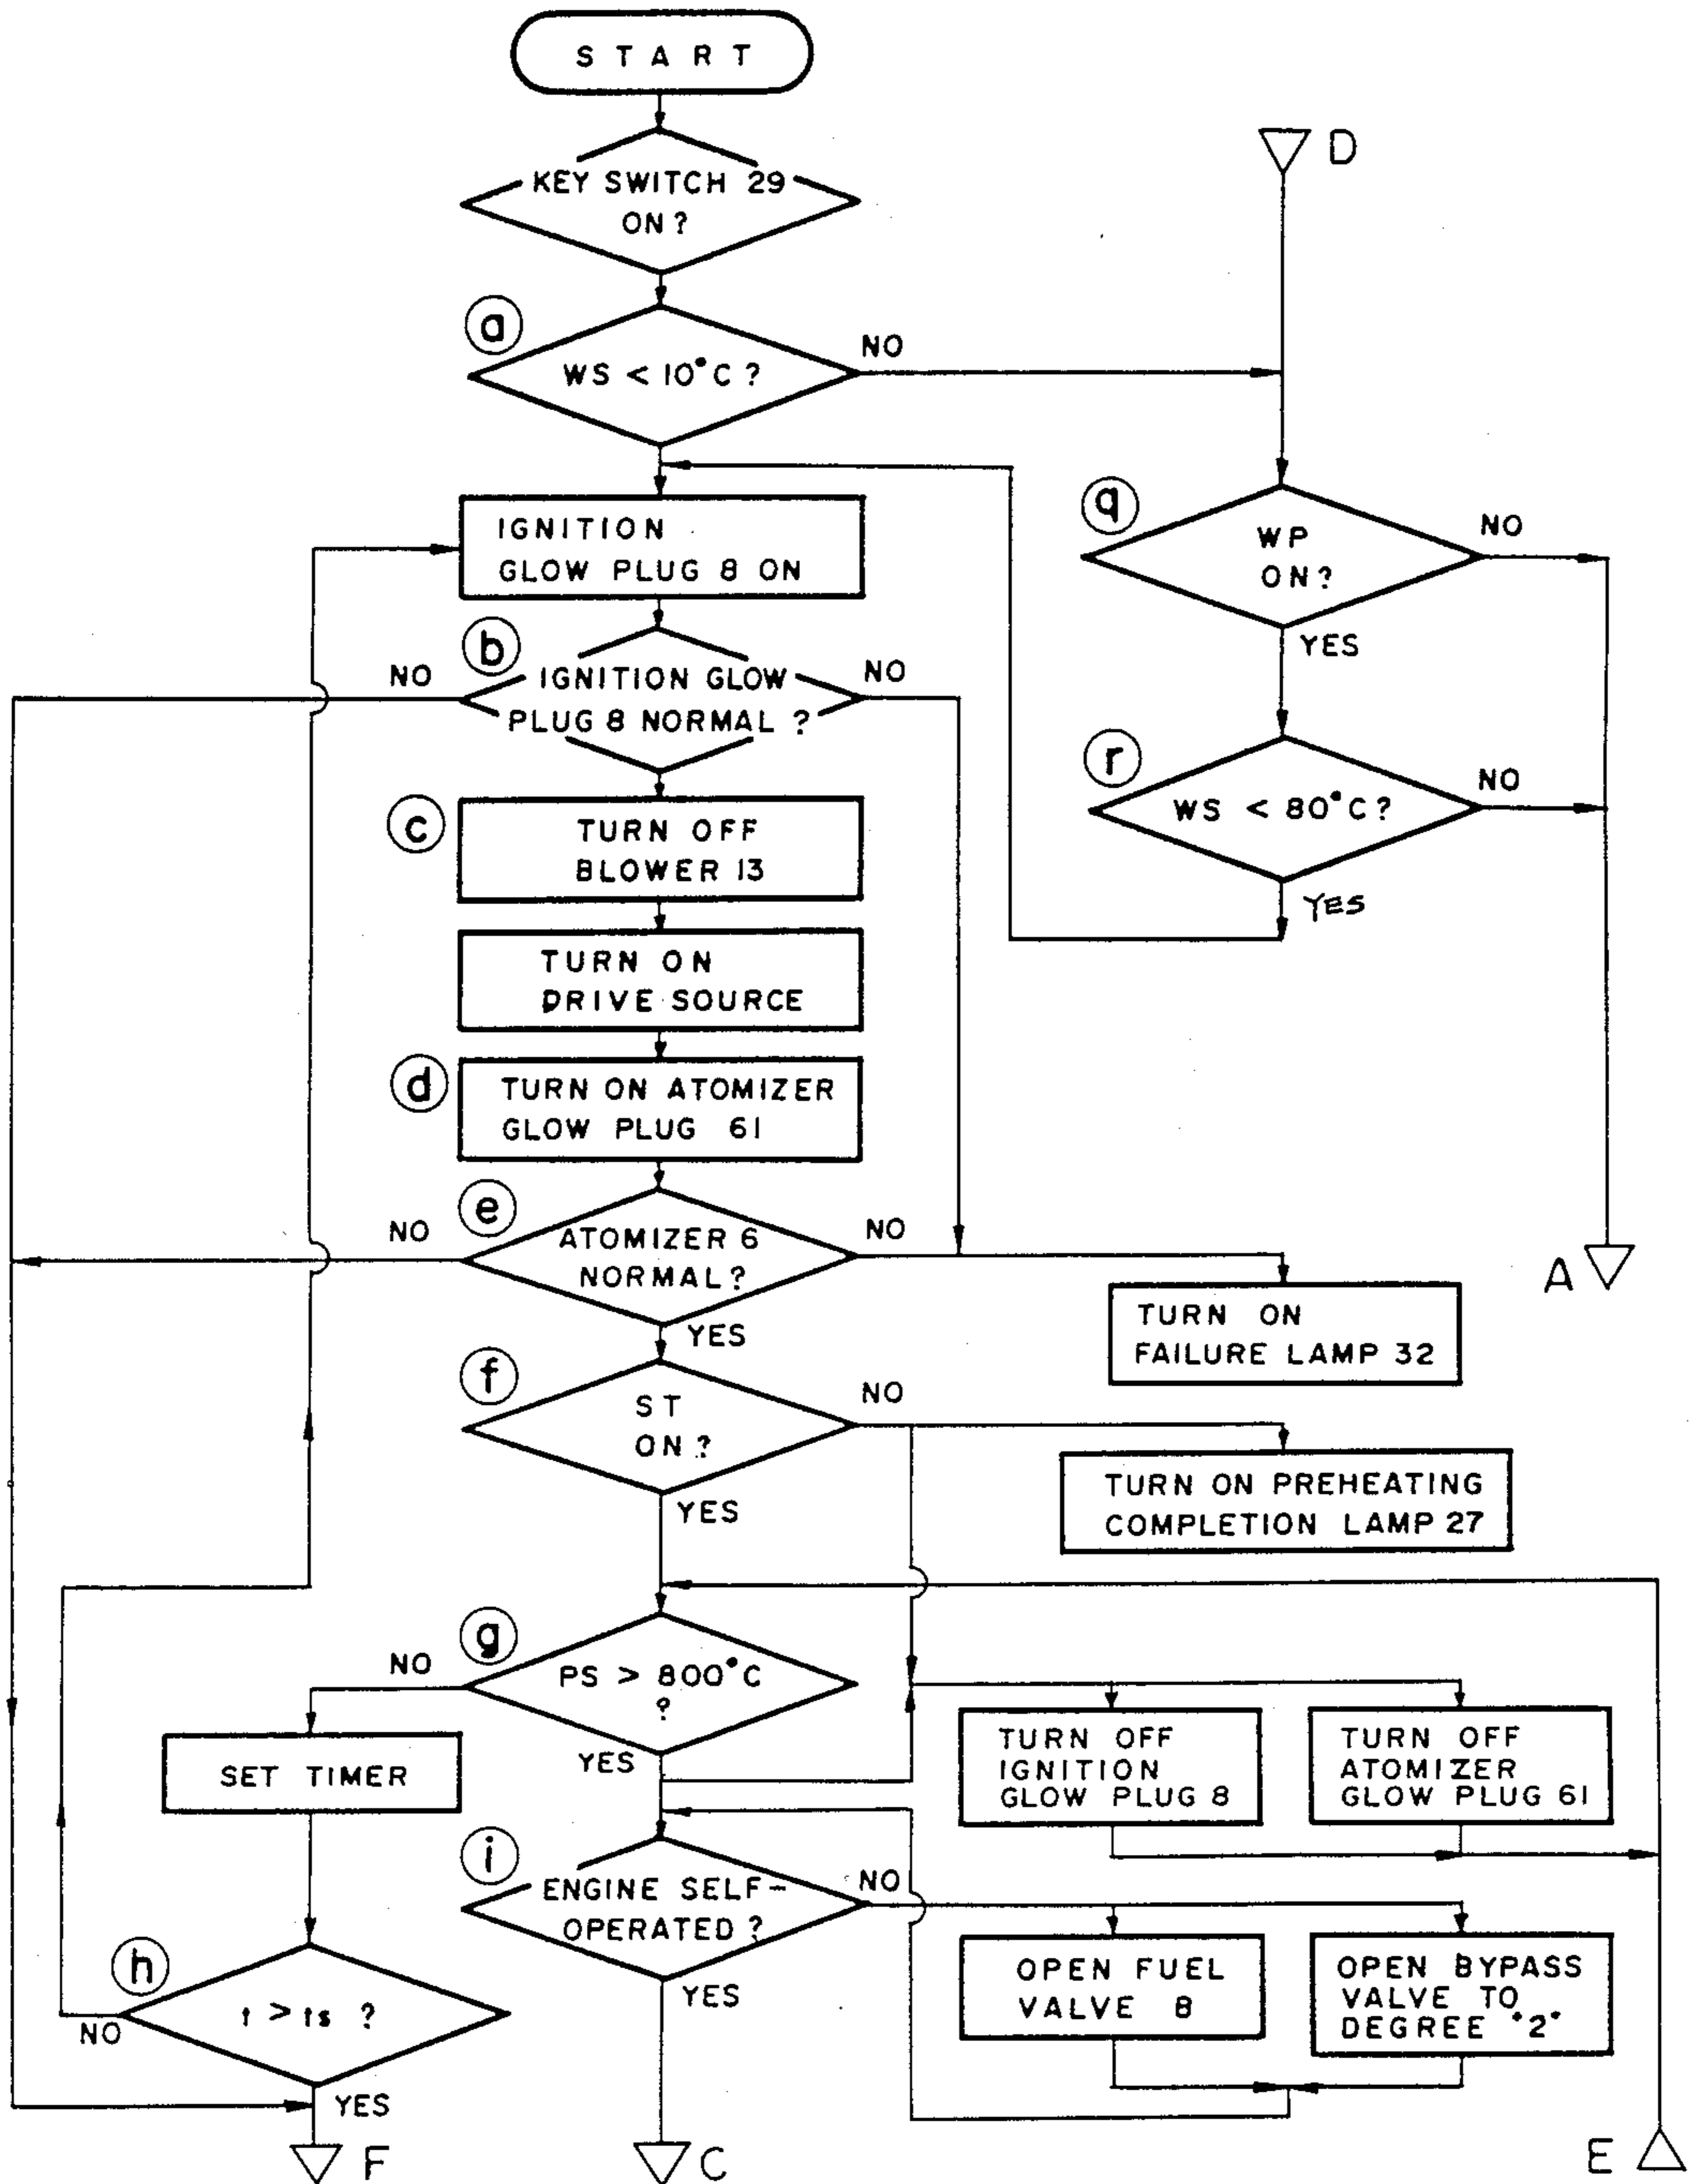 START
KEY SWITCH 29
ON?
a
WS < 10°C?
NO
D
IGNITION
GLOW PLUG 8 ON
q
WP
ON?
NO
YES
b
NO
IGNITION GLOW
PLUG 8 NORMAL ?
NO
r
WS < 80°C?
NO
YES
c
TURN OFF
BLOWER 13
TURN ON
DRIVE SOURCE
d
TURN ON ATOMIZER
GLOW PLUG 61
e
NO
ATOMIZER 6
NORMAL?
NO
YES
A
TURN ON
FAILURE LAMP 32
f
ST
ON?
NO
YES
TURN ON PREHEATING
COMPLETION LAMP 27
g
NO
PS > 800°C
?
YES
SET TIMER
TURN OFF
IGNITION
GLOW PLUG 8
TURN OFF
ATOMIZER
GLOW PLUG 61
i
ENGINE SELF-
OPERATED ?
NO
YES
h
t > ts ?
NO
YES
OPEN FUEL
VALVE 8
OPEN BYPASS
VALVE TO
DEGREE "2"
F
C
E